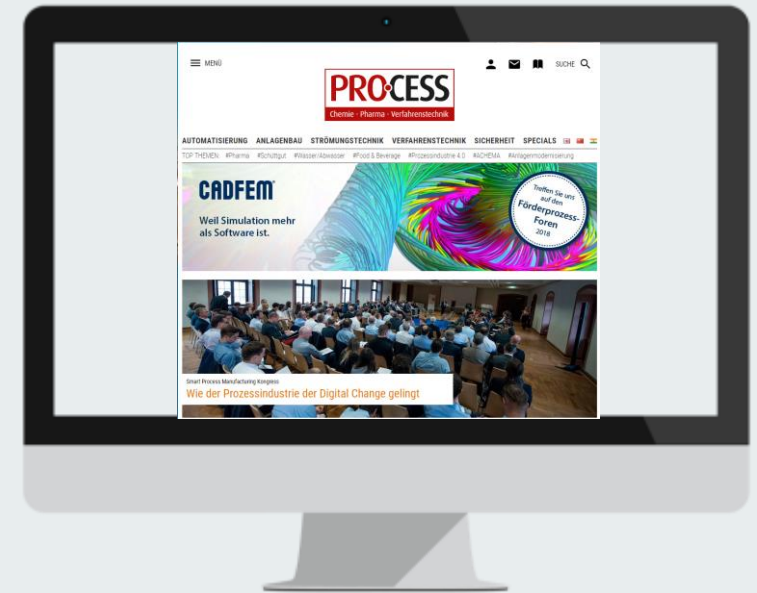 MENÜ
SUCHE
PROCESS
Chemie · Pharma · Verfahrenstechnik
AUTOMATISIERUNG ANLAGENBAU STRÖMUNGSTECHNIK VERFAHRENSTECHNIK SICHERHEIT SPECIALS
TOP THEMEN: #Pharma #Schüttgut #Wasser/Abwasser #Food & Beverage #Prozessindustrie 4.0 #ACHEMA #Anlagenmodernisierung
CADFEM®
Weil Simulation mehr
als Software ist.
Treffen Sie uns
auf den
Förderprozess-
Foren
2018
Smart Process Manufacturing Kongress
Wie der Prozessindustrie der Digital Change gelingt